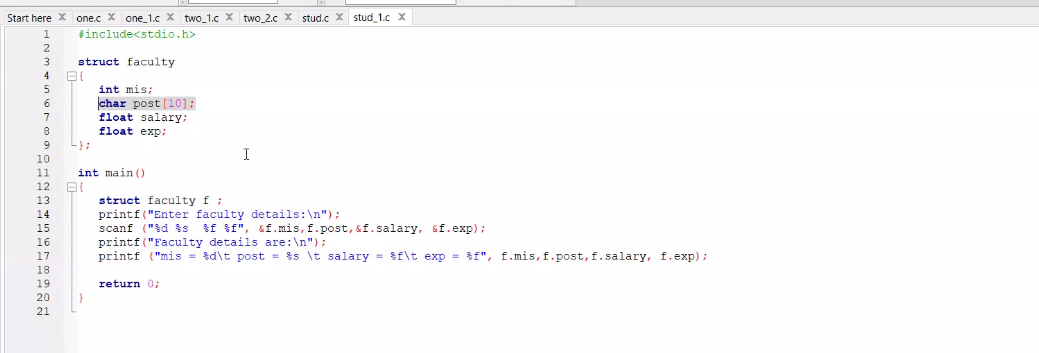 Start here X one.c X one_1.c X two_1.c X two_2.c X stud.c X stud_1.c X
1 #include<stdio.h>
2
3 struct faculty
4 {
5 int mis;
6 char post[10];
7 float salary;
8 float exp;
9 };
10
11 int main()
12 {
13 struct faculty f ;
14 printf("Enter faculty details:\n");
15 scanf ("%d %s  %f %f", &f.mis,f.post,&f.salary, &f.exp);
16 printf("Faculty details are:\n");
17 printf ("mis = %d\t post = %s \t salary = %f\t exp = %f", f.mis,f.post,f.salary, f.exp);
18
19 return 0;
20 }
21